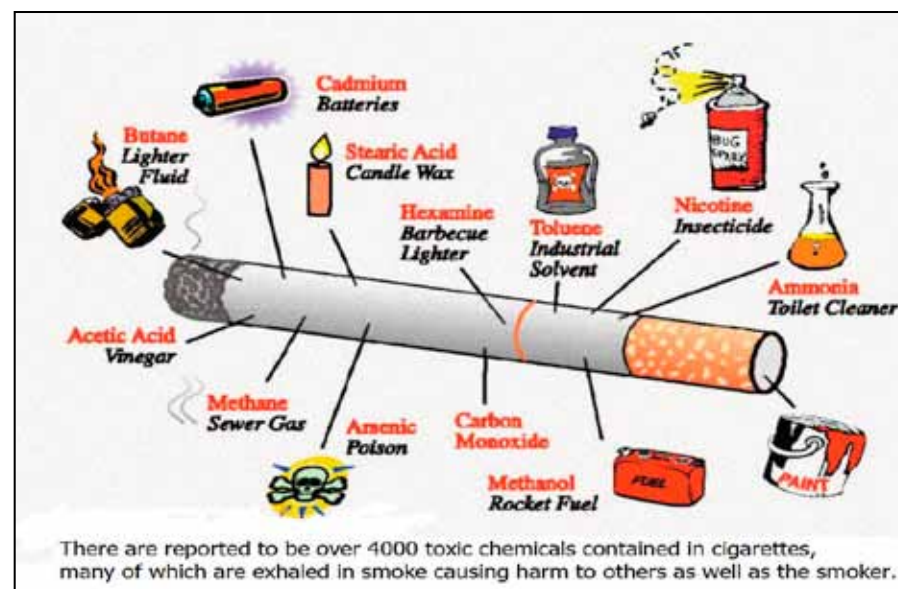 Cadmium
Batteries
Butane
Lighter
Fluid
Stearic Acid
Candle Wax
Hexamine
Barbecue
Lighter
Toluene
Industrial
Solvent
BUG
Nicotine
Insecticide
Ammonia
Toilet Cleaner
Acetic Acid
Vinegar
Methane
Sewer Gas
Arsenic
Poison
Carbon
Monoxide
Methanol
Rocket Fuel
FUEL
PAINT
There are reported to be over 4000 toxic chemicals contained in cigarettes,
many of which are exhaled in smoke causing harm to others as well as the smoker.